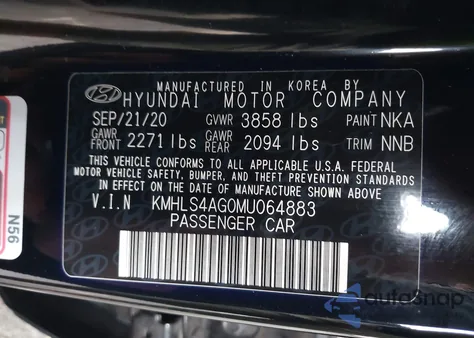 MANUFACTURED IN KOREA BY
HYUNDAI MOTOR COMPANY
SEP/21/20 GVWR 3858 lbs PAINT NKA
GAWR FRONT 2271 lbs GAWR REAR 2094 lbs TRIM NNB
THIS VEHICLE CONFORMS TO ALL APPLICABLE U.S.A. FEDERAL
MOTOR VEHICLE SAFETY, BUMPER, AND THEFT PREVENTION STANDARDS
IN EFFECT ON THE DATE OF MANUFACTURE SHOWN ABOVE.
V.I.N KMHLS4AG0MU064883
PASSENGER CAR
N56
autoSnap